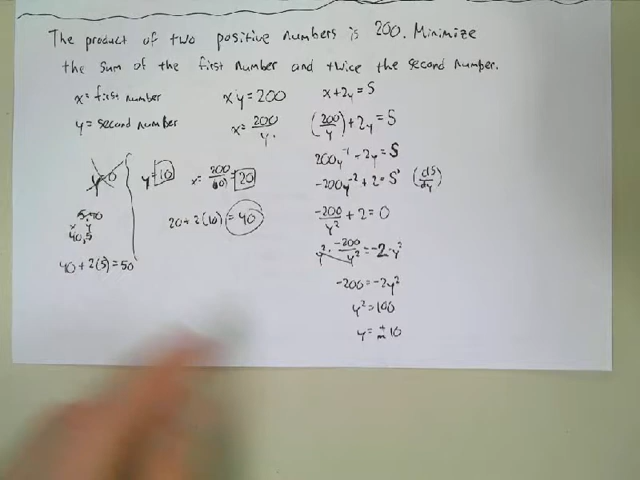 The product of two positive numbers is 200. Minimize
the sum of the first number and twice the second number.
x = first number
y = second number
xy = 200
x = 200/y.
x + 2y = S
(200/y) + 2y = S
200y⁻¹ + 2y = S
-200y⁻² + 2 = S' (dS/dy)
-200/y² + 2 = 0
y² · -200/y² = -2 · y²
-200 = -2y²
y² = 100
y = ± 10
y = 10
x = 200/(10) = 20
20 + 2(10) = 40
x y
40,5
40 + 2(5) = 50